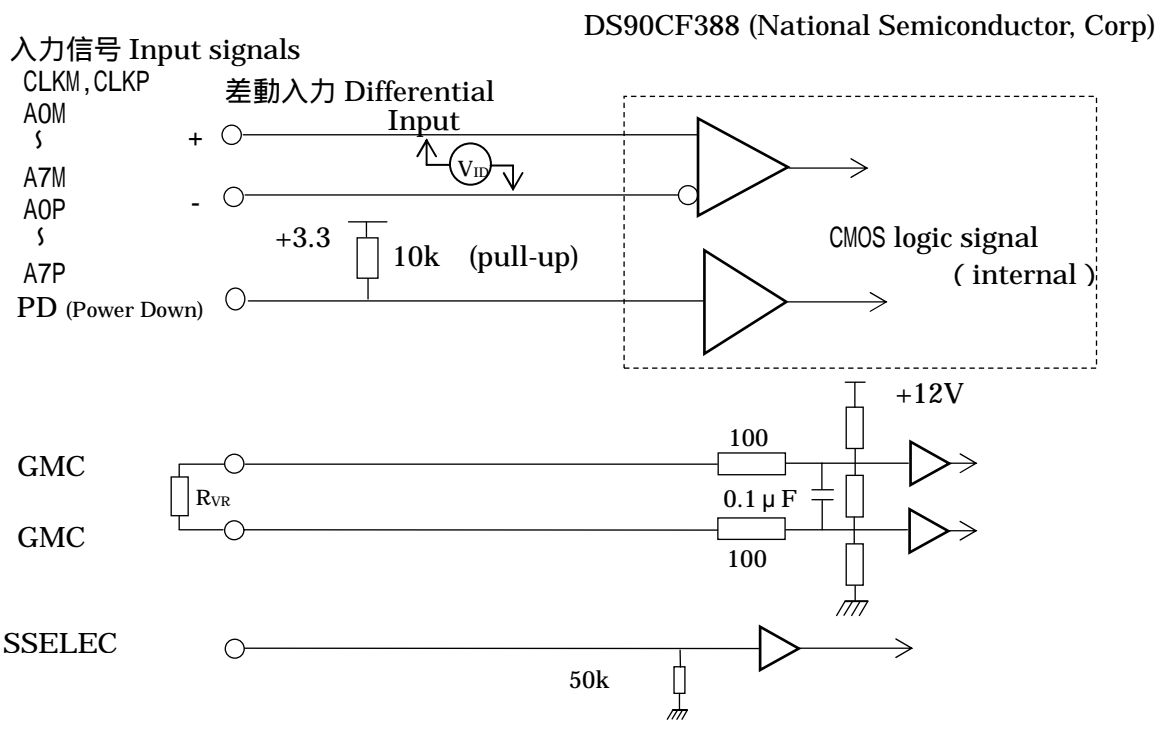 DS90CF388 (National Semiconductor, Corp)
入力信号 Input signals
CLKM,CLKP
差動入力 Differential
Input
A0M
∽
+
VID
A7M
-
A0P
∽
+3.3
10k (pull-up)
CMOS logic signal
( internal )
A7P
PD (Power Down)
+12V
100
GMC
RVR
0.1μF
GMC
100
SSELEC
50k